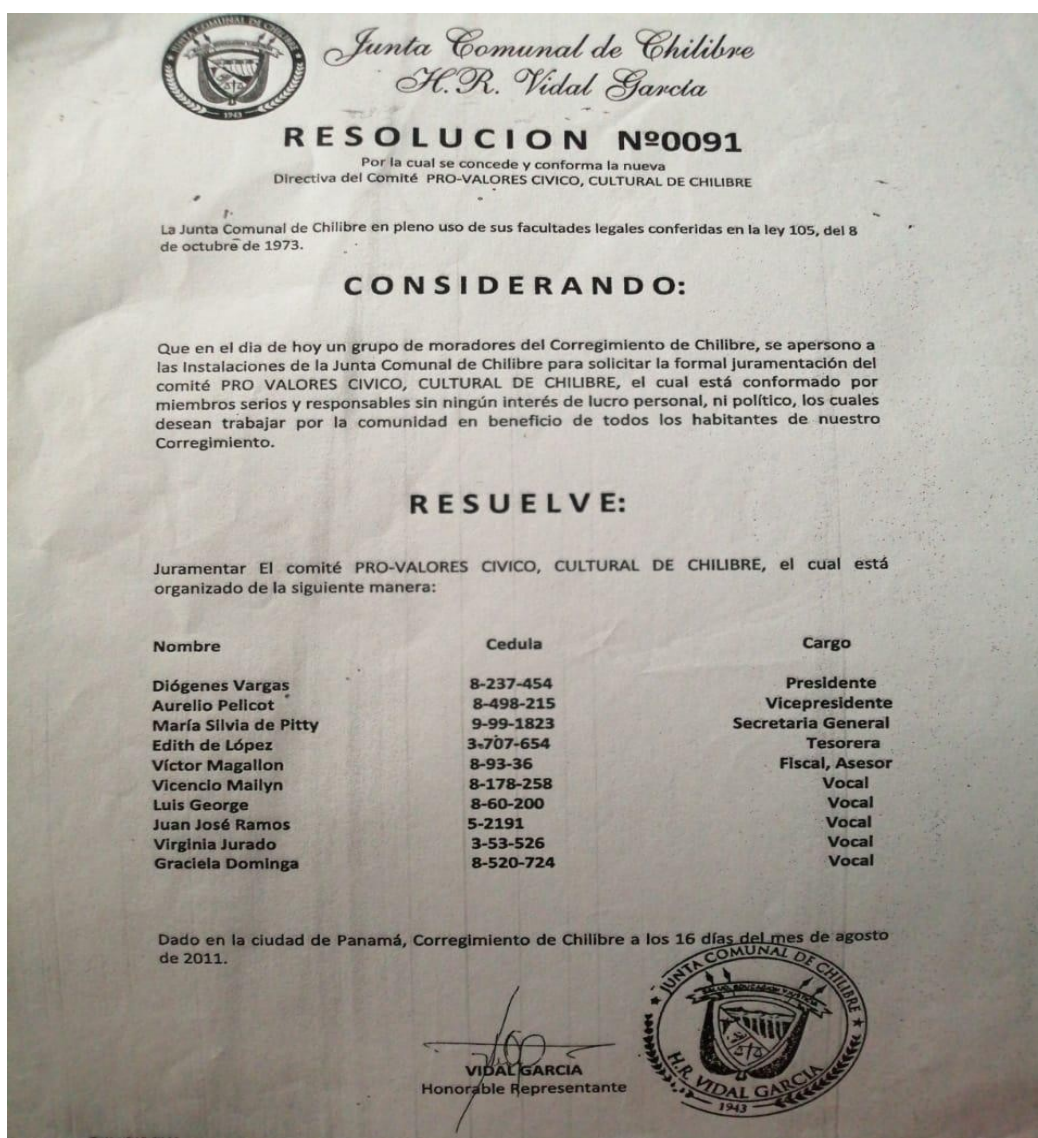 JUNTA COMUNAL DE CHILIBRE
1943
Junta Comunal de Chilibre
H.R. Vidal García
RESOLUCION Nº0091
Por la cual se concede y conforma la nueva
Directiva del Comité PRO-VALORES CIVICO, CULTURAL DE CHILIBRE
La Junta Comunal de Chilibre en pleno uso de sus facultades legales conferidas en la ley 105, del 8
de octubre de 1973.
CONSIDERANDO:
Que en el dia de hoy un grupo de moradores del Corregimiento de Chilibre, se apersono a
las Instalaciones de la Junta Comunal de Chilibre para solicitar la formal juramentación del
comité PRO VALORES CIVICO, CULTURAL DE CHILIBRE, el cual está conformado por
miembros serios y responsables sin ningún interés de lucro personal, ni político, los cuales
desean trabajar por la comunidad en beneficio de todos los habitantes de nuestro
Corregimiento.
RESUELVE:
Juramentar El comité PRO-VALORES CIVICO, CULTURAL DE CHILIBRE, el cual está
organizado de la siguiente manera:
Nombre Cedula Cargo
Diógenes Vargas 8-237-454 Presidente
Aurelio Pelicot 8-498-215 Vicepresidente
María Silvia de Pitty 9-99-1823 Secretaria General
Edith de López 3-707-654 Tesorera
Víctor Magallon 8-93-36 Fiscal, Asesor
Vicencio Mailyn 8-178-258 Vocal
Luis George 8-60-200 Vocal
Juan José Ramos 5-2191 Vocal
Virginia Jurado 3-53-526 Vocal
Graciela Dominga 8-520-724 Vocal
Dado en la ciudad de Panamá, Corregimiento de Chilibre a los 16 días del mes de agosto
de 2011.
VIDAL GARCIA
Honorable Representante
JUNTA COMUNAL DE CHILIBRE
H.R. VIDAL GARCIA
1943